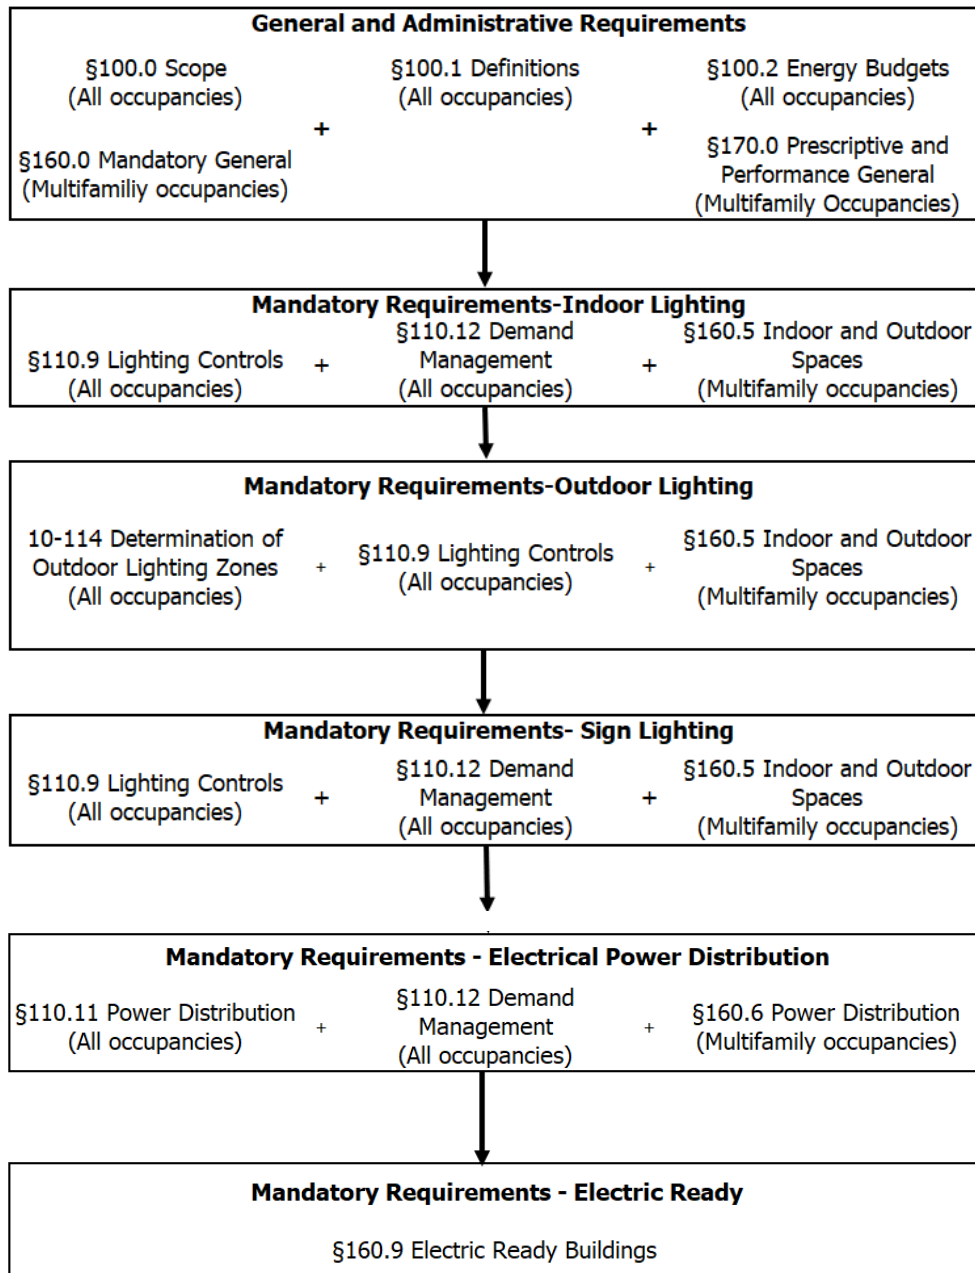 General and Administrative Requirements
§100.0 Scope
(All occupancies)
+
§100.1 Definitions
(All occupancies)
+
§100.2 Energy Budgets
(All occupancies)
§160.0 Mandatory General
(Multifamiliy occupancies)
§170.0 Prescriptive and
Performance General
(Multifamily Occupancies)
Mandatory Requirements-Indoor Lighting
§110.9 Lighting Controls
(All occupancies)
+
§110.12 Demand
Management
(All occupancies)
+
§160.5 Indoor and Outdoor
Spaces
(Multifamily occupancies)
Mandatory Requirements-Outdoor Lighting
10-114 Determination of
Outdoor Lighting Zones
(All occupancies)
+
§110.9 Lighting Controls
(All occupancies)
+
§160.5 Indoor and Outdoor
Spaces
(Multifamily occupancies)
Mandatory Requirements- Sign Lighting
§110.9 Lighting Controls
(All occupancies)
+
§110.12 Demand
Management
(All occupancies)
+
§160.5 Indoor and Outdoor
Spaces
(Multifamily occupancies)
Mandatory Requirements - Electrical Power Distribution
§110.11 Power Distribution
(All occupancies)
+
§110.12 Demand
Management
(All occupancies)
+
§160.6 Power Distribution
(Multifamily occupancies)
Mandatory Requirements - Electric Ready
§160.9 Electric Ready Buildings